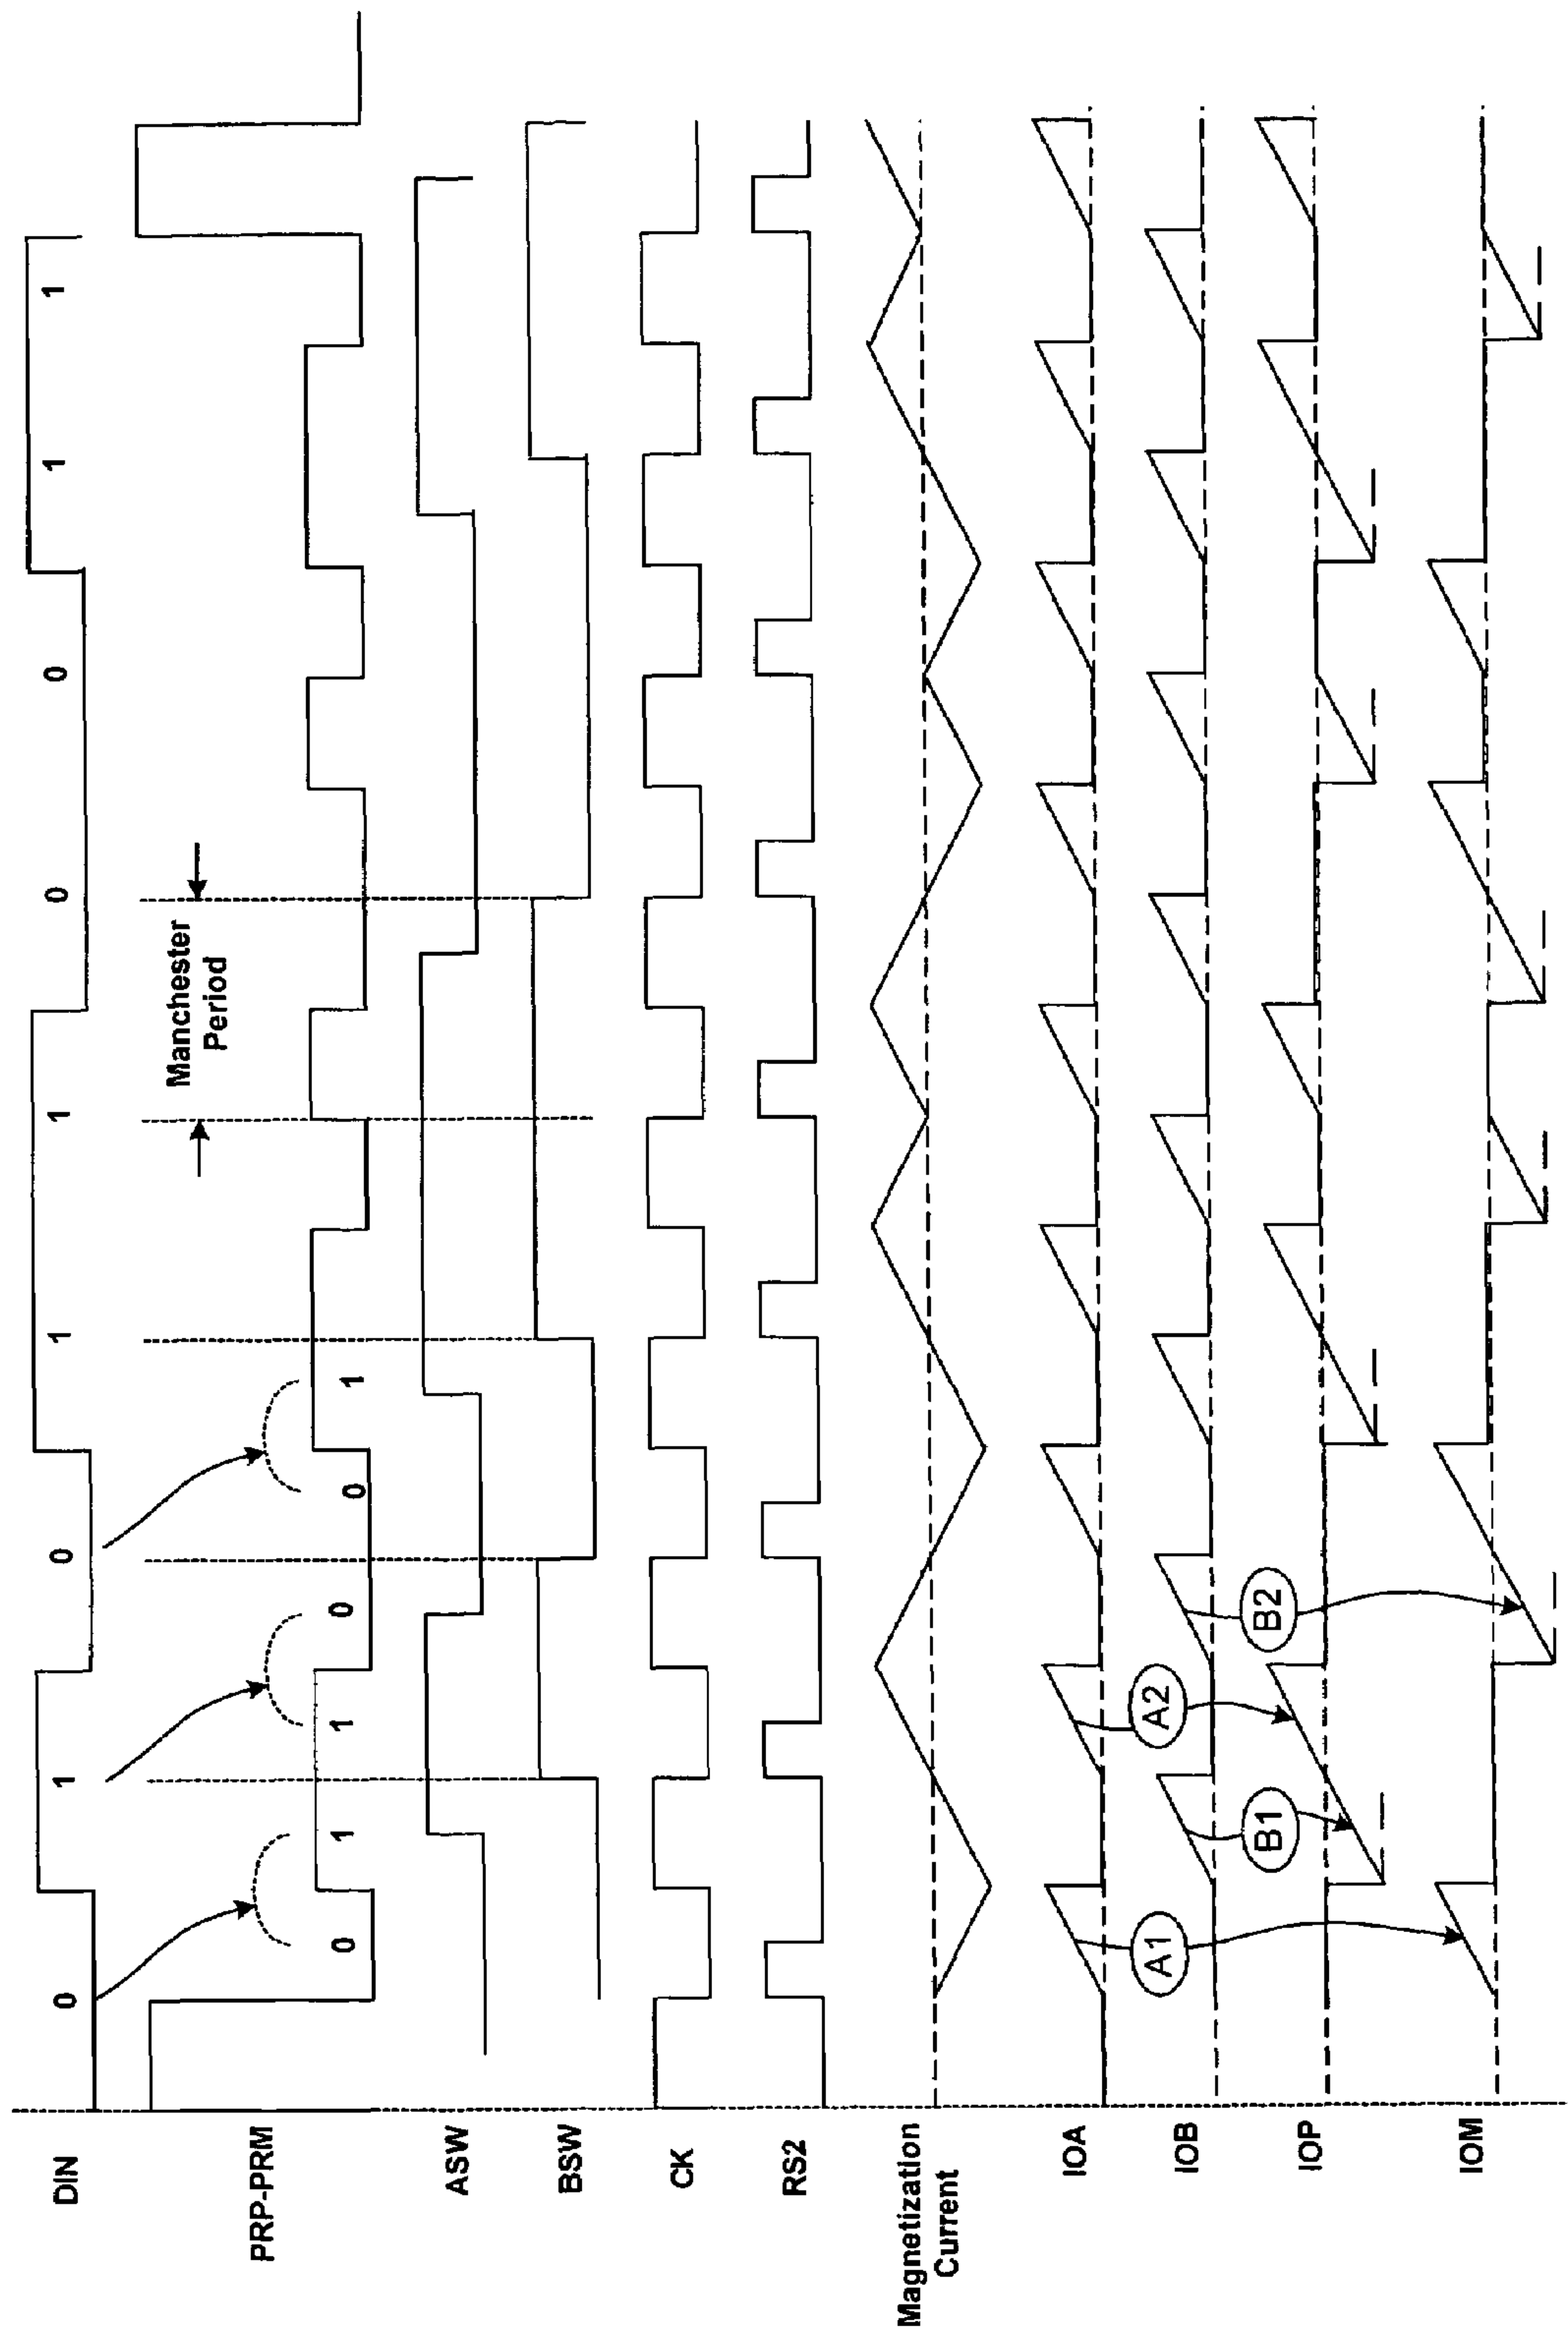 DIN 0 1 0 1 1 0 0 1 1
Manchester
Period
PRP-PRM 0 1 1 0 0 1
ASW
BSW
CK
RS2
Magnetization
Current
IOA
A1 A2
IOB
B1 B2
IOP
IOM